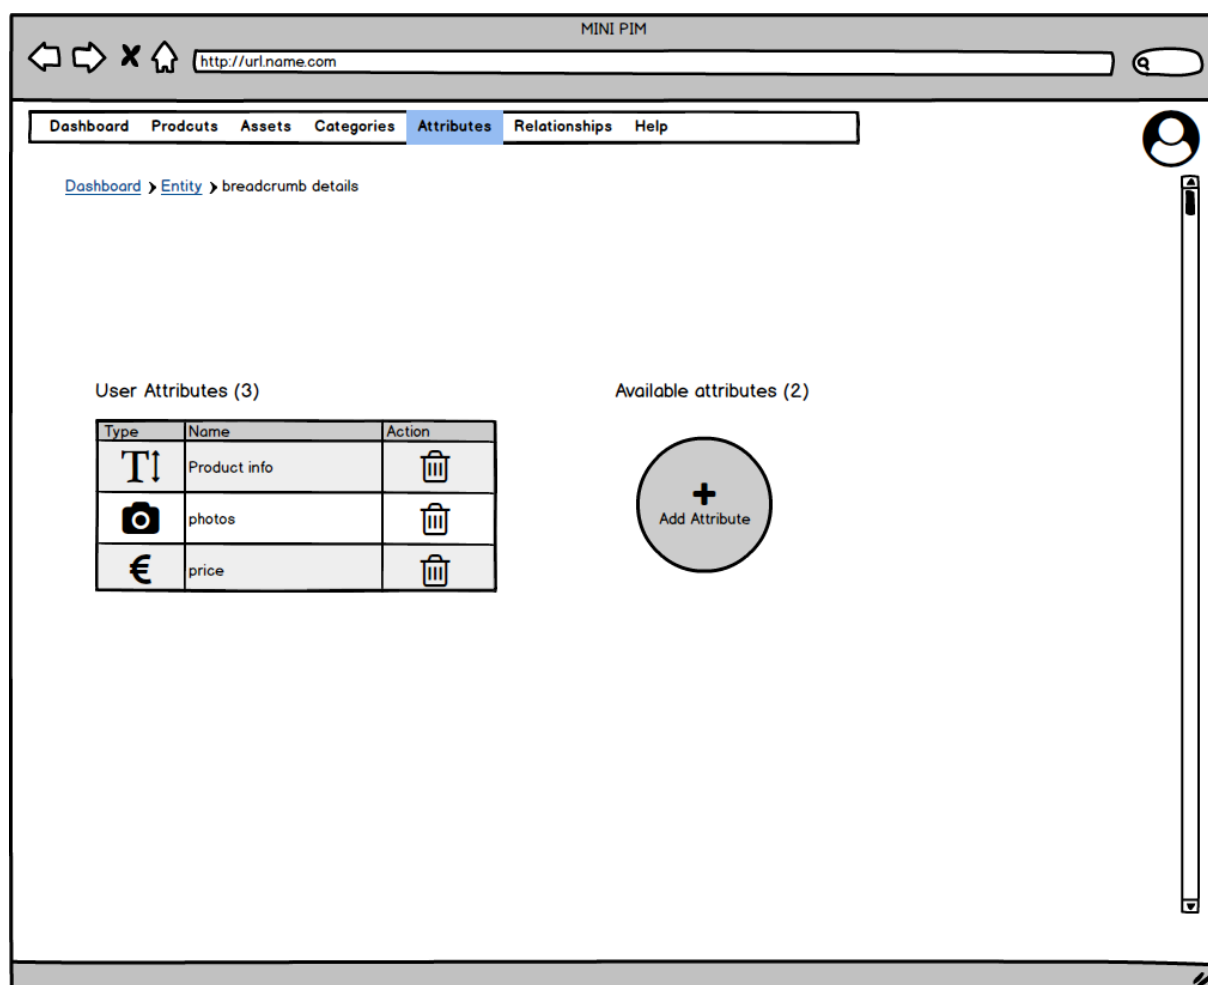 MINI PIM
http://url.name.com
Dashboard Prodcuts Assets Categories Attributes Relationships Help
Dashboard > Entity > breadcrumb details
User Attributes (3)
Available attributes (2)
Type Name Action
Product info
photos
price
Add Attribute